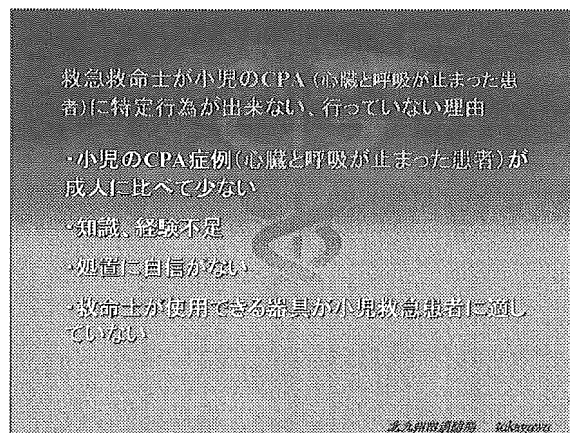 救急救命士が小児のCPA(心臓と呼吸が止まった患
者)に特定行為が出来ない、行っていない理由
・小児のCPA症例(心臓と呼吸が止まった患者)が
成人に比べて少ない
・知識、経験不足
・処置に自信がない
・救命士が使用できる器具が小児救急患者に適し
ていない
北九州市消防局